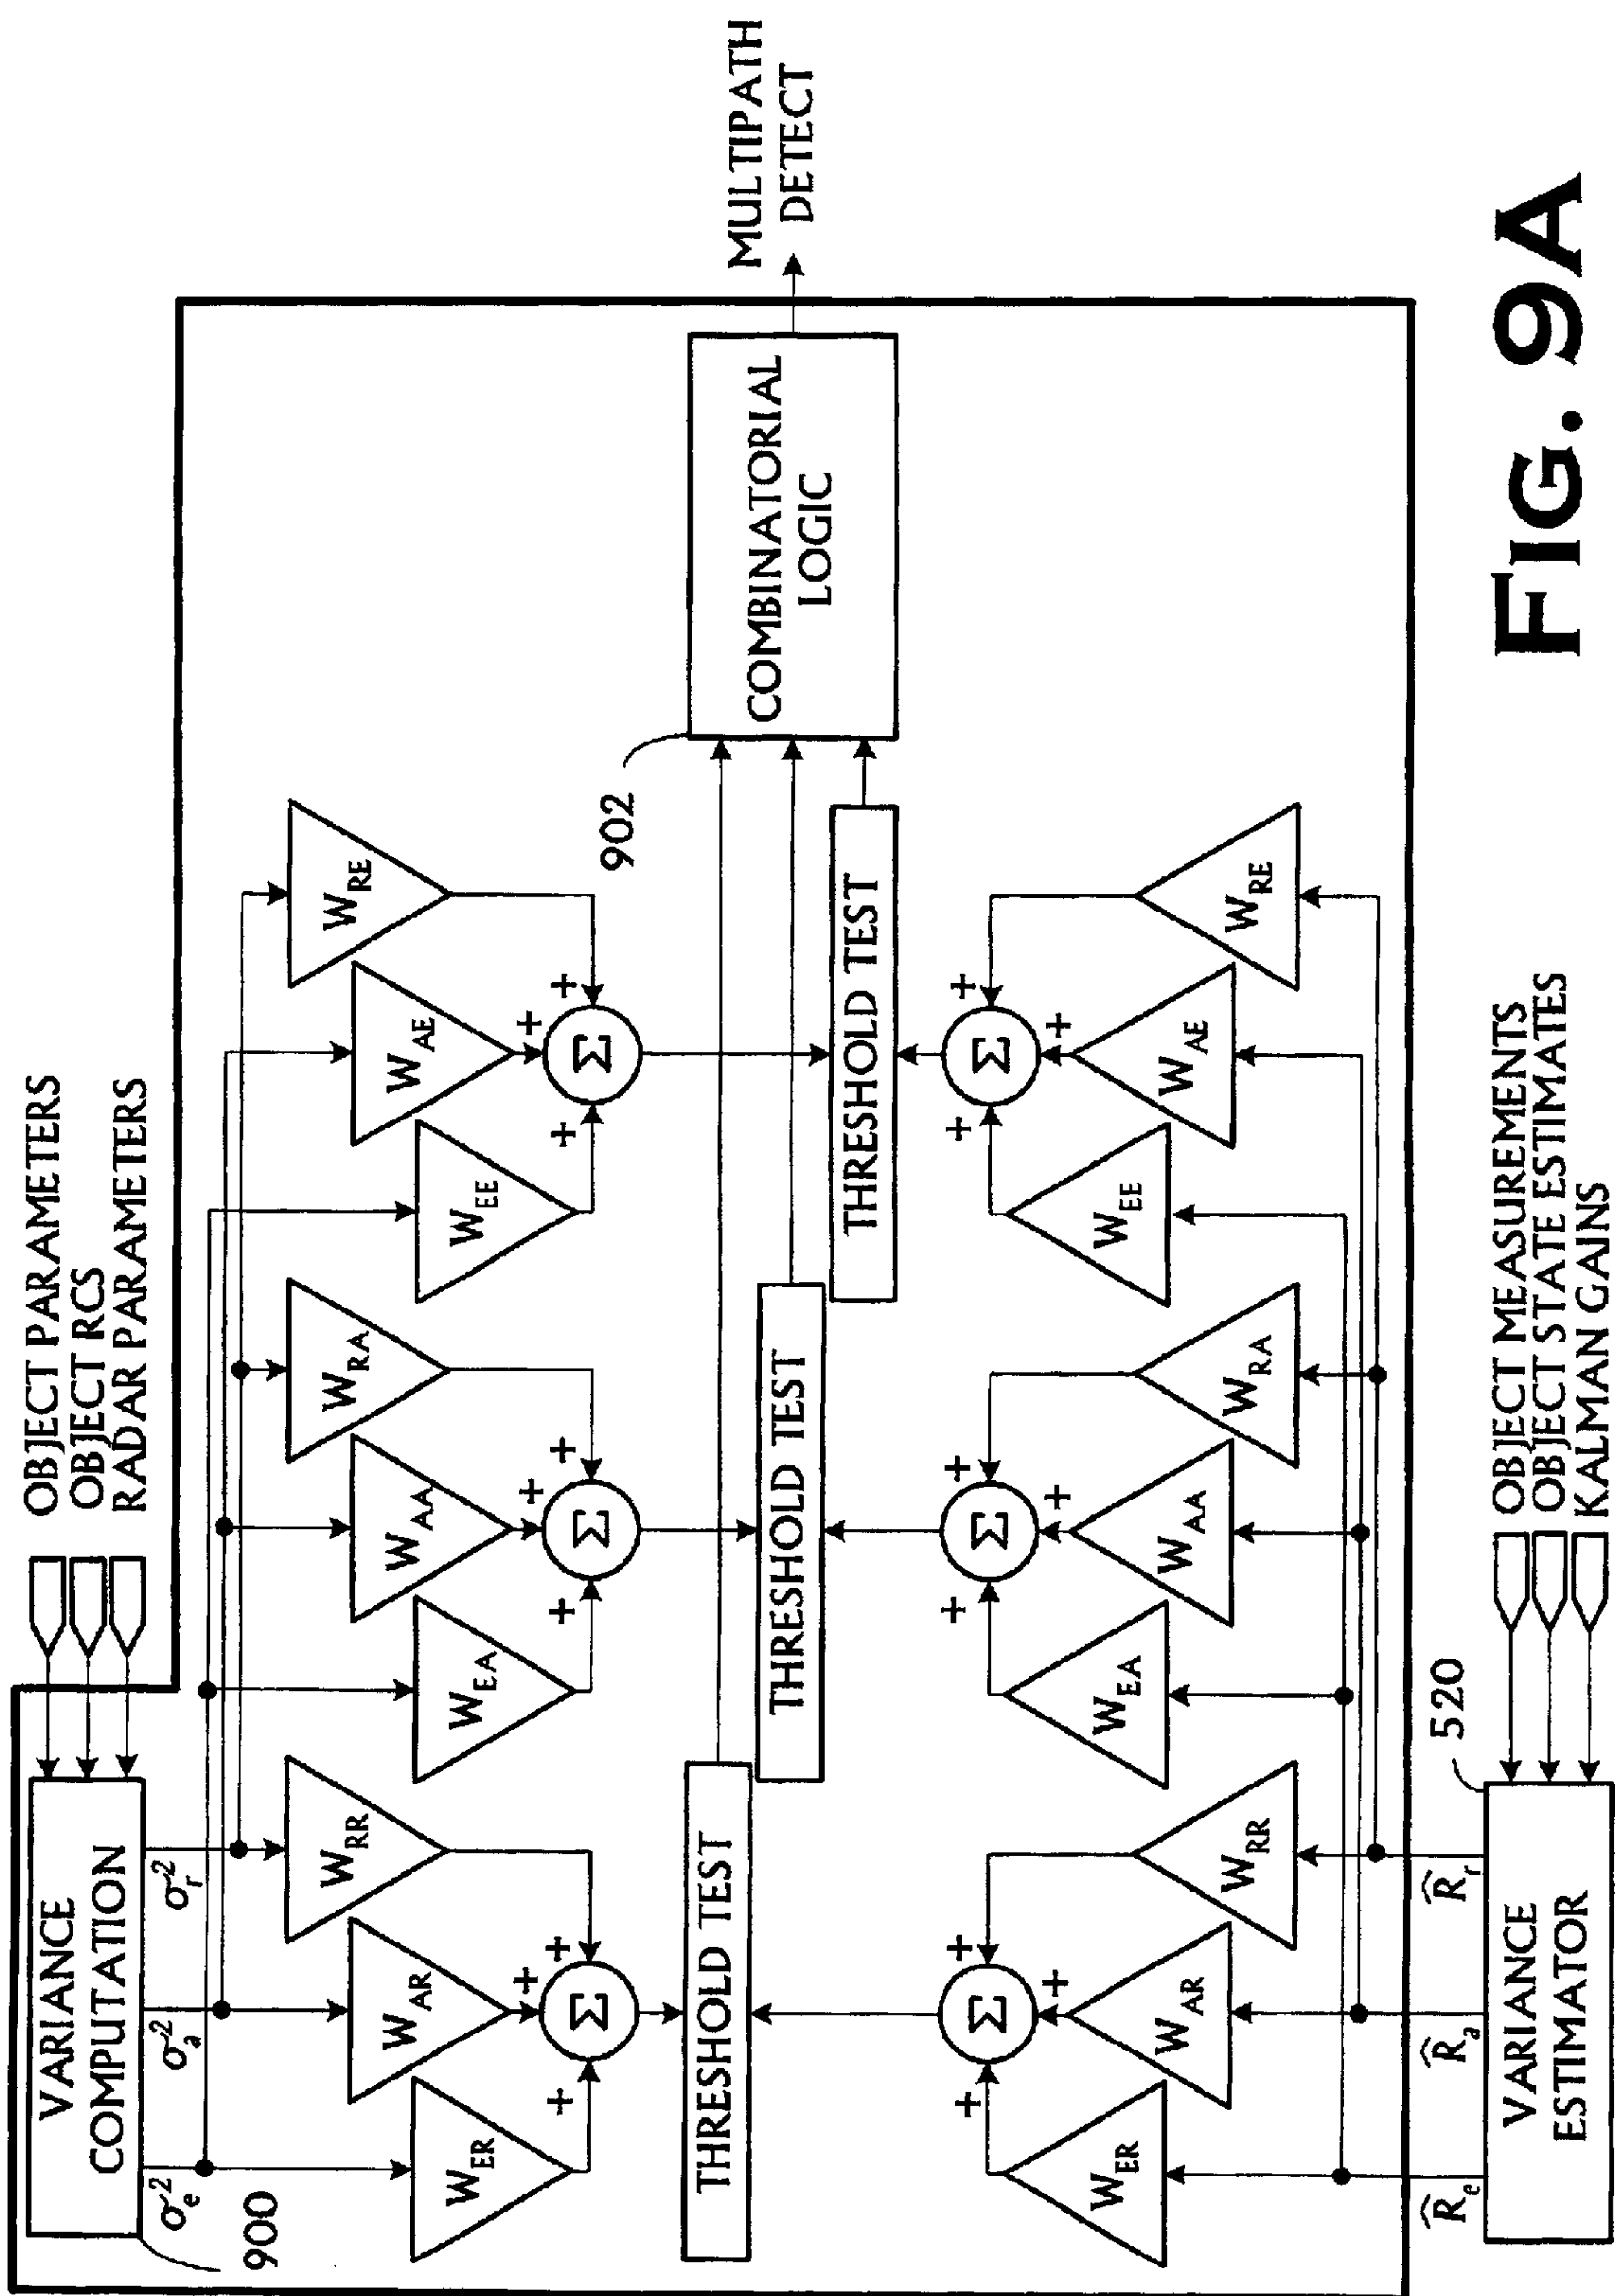 OBJECT PARAMETERS
OBJECT RCS
RADAR PARAMETERS
VARIANCE
COMPUTATION
900
σe²
σa²
σr²
WER
WAR
WRR
WEA
WAA
WRA
WEE
WAE
WRE
+
+
+
+
+
+
+
+
+
Σ
Σ
Σ
THRESHOLD TEST
THRESHOLD TEST
THRESHOLD TEST
902
COMBINATORIAL
LOGIC
MULTIPATH
DETECT
Σ
Σ
Σ
+
+
+
+
+
+
+
+
+
WER
WAR
WRR
WEA
WAA
WRA
WEE
WAE
WRE
R̂e
R̂a
R̂r
VARIANCE
ESTIMATOR
520
OBJECT MEASUREMENTS
OBJECT STATE ESTIMATES
KALMAN GAINS
FIG. 9A